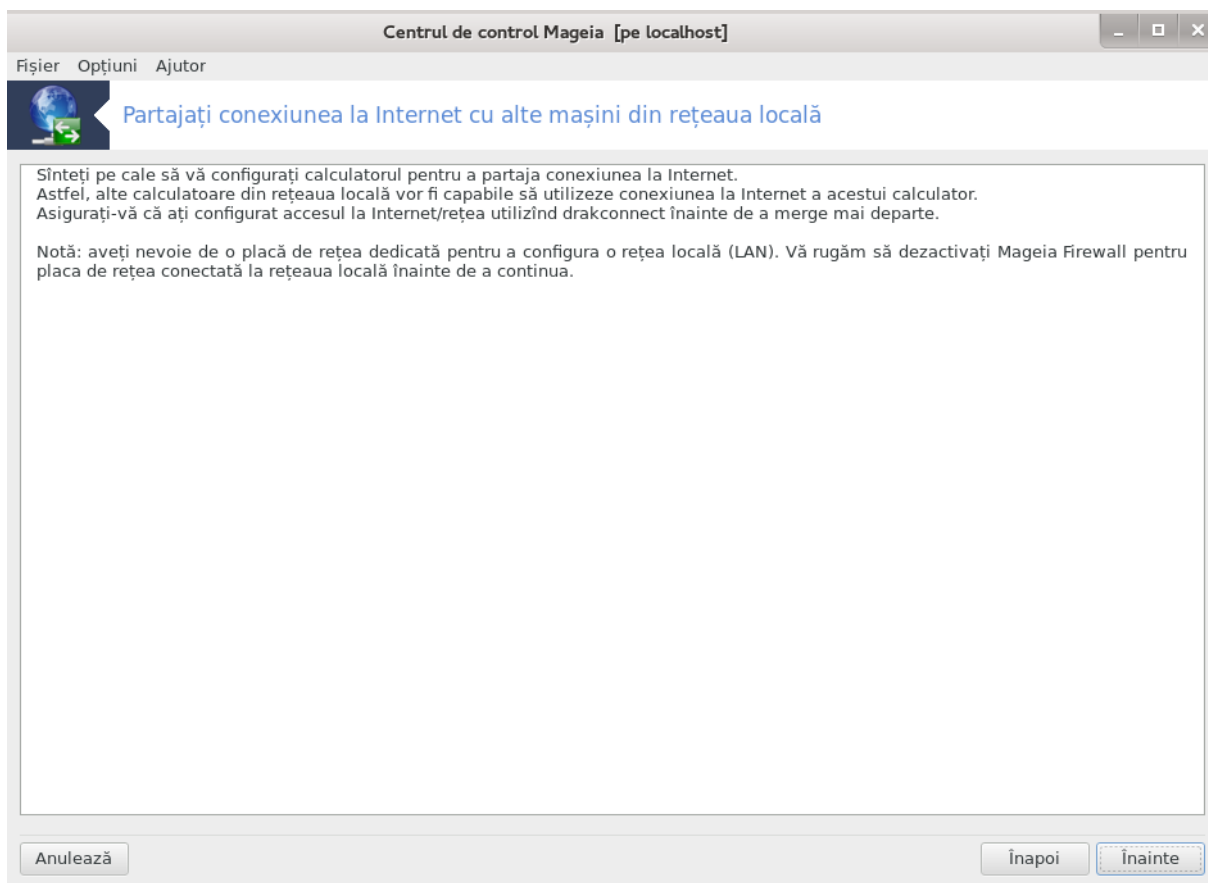 Centrul de control Mageia [pe localhost]
Fișier Opțiuni Ajutor
Partajați conexiunea la Internet cu alte mașini din rețeaua locală
Sînteți pe cale să vă configurați calculatorul pentru a partaja conexiunea la Internet.
Astfel, alte calculatoare din rețeaua locală vor fi capabile să utilizeze conexiunea la Internet a acestui calculator.
Asigurați-vă că ați configurat accesul la Internet/rețea utilizînd drakconnect înainte de a merge mai departe.
Notă: aveți nevoie de o placă de rețea dedicată pentru a configura o rețea locală (LAN). Vă rugăm să dezactivați Mageia Firewall pentru
placa de rețea conectată la rețeaua locală înainte de a continua.
Anulează Înapoi Înainte